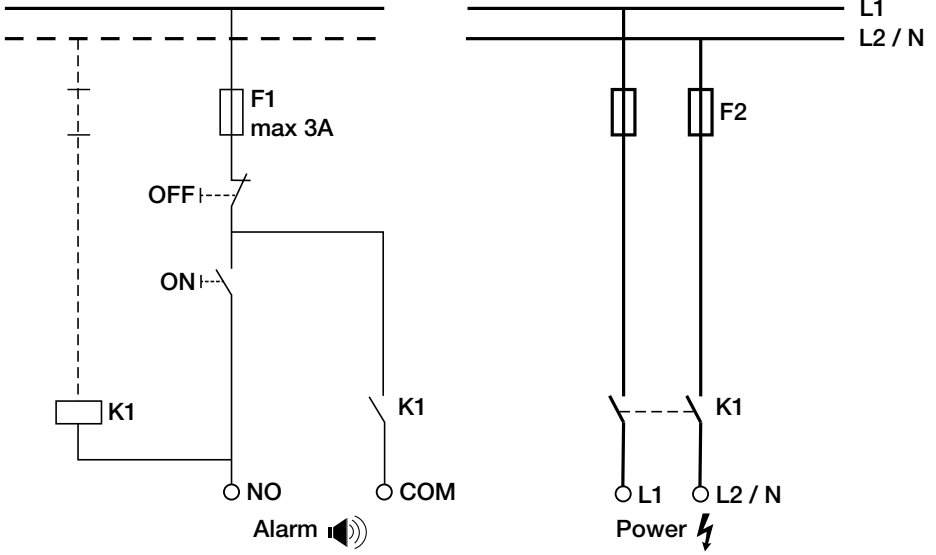 L1
L2 / N
F1
max 3A
F2
OFF
ON
K1
K1
K1
NO
COM
L1
L2 / N
Alarm
Power